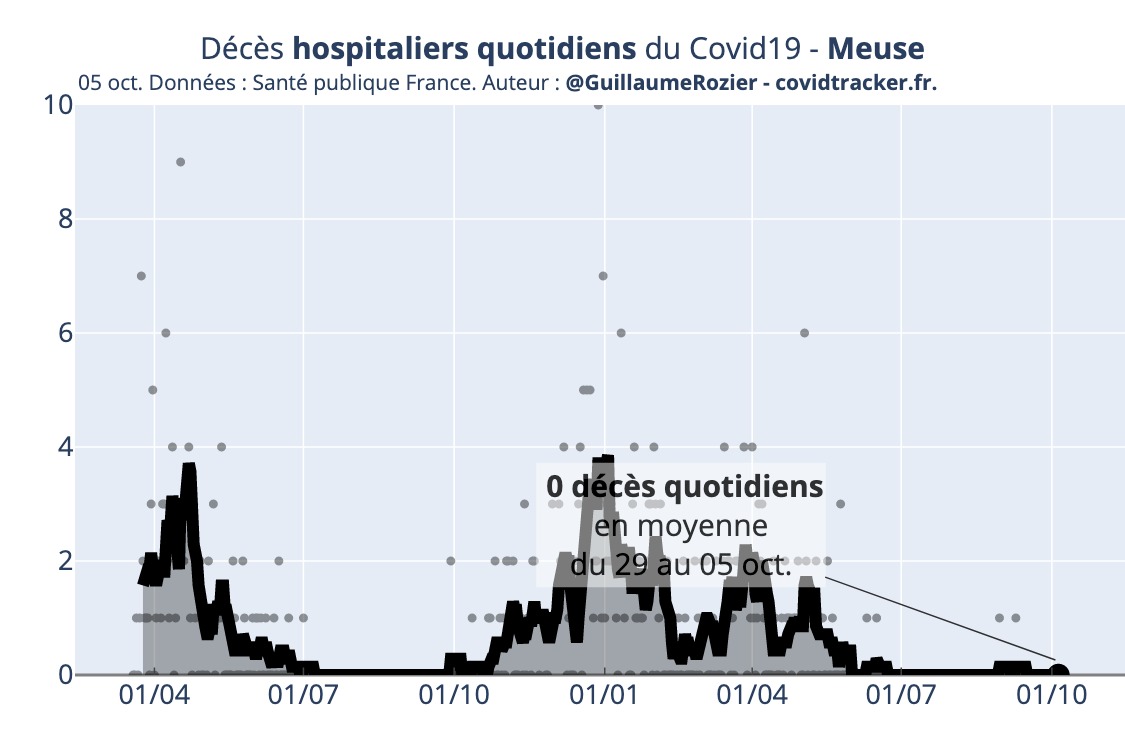 Décès hospitaliers quotidiens du Covid19 - Meuse
05 oct. Données : Santé publique France. Auteur : @GuillaumeRozier - covidtracker.fr.
10
8
6
4
2
0
0 décès quotidiens
en moyenne
du 29 au 05 oct.
01/04 01/07 01/10 01/01 01/04 01/07 01/10